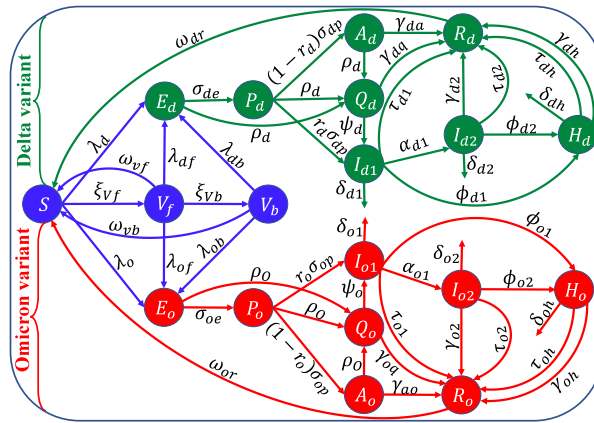 Delta variant
Omicron variant
ω_dr
(1 − r_d)σ_dp
A_d
γ_da
R_d
ρ_d
γ_dq
γ_dh
τ_dh
E_d
σ_de
P_d
ρ_d
Q_d
τ_d1
γ_d2
τ_d2
δ_dh
λ_d
ρ_d
r_dσ_dp
ψ_d
I_d1
α_d1
I_d2
ϕ_d2
H_d
ω_vf
λ_df
λ_db
δ_d1
δ_d2
ϕ_d1
S
ξ_Vf
V_f
ξ_Vb
V_b
ω_vb
δ_o1
ϕ_o1
λ_o
λ_of
λ_ob
ρ_O
r_oσ_op
I_o1
α_o1
δ_o2
ϕ_o2
H_o
E_o
σ_oe
P_o
ρ_O
ψ_o
Q_o
τ_o1
I_o2
δ_oh
γ_o2
τ_o2
τ_oh
(1 − r_o)σ_op
ρ_O
γ_oq
γ_oh
ω_or
A_o
γ_ao
R_o